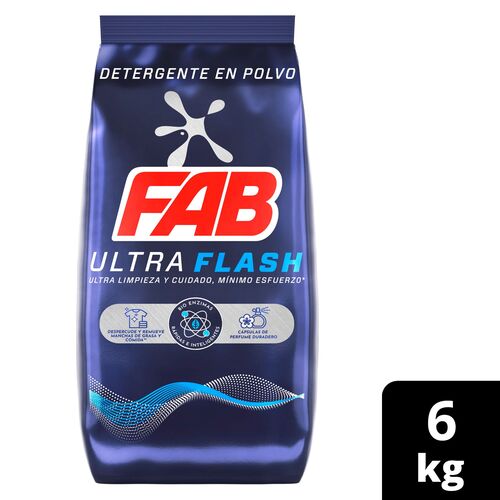 DETERGENTE EN POLVO
FAB
ULTRA FLASH
ULTRA LIMPIEZA Y CUIDADO, MÍNIMO ESFUERZO*
DESPERCUDE Y REMUEVE
MANCHAS DE GRASA Y
COMIDA**
BIO ENZIMAS
RÁPIDAS E INTELIGENTES
CÁPSULAS DE
PERFUME DURADERO
6
kg